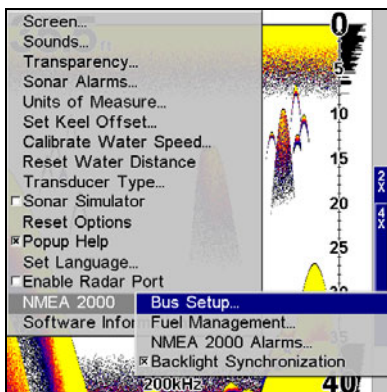 Screen...
Sounds...
Transparency...
Sonar Alarms...
Units of Measure...
Set Keel Offset...
Calibrate Water Speed...
Reset Water Distance
Transducer Type...
Sonar Simulator
Reset Options
Popup Help
Set Language...
Enable Radar Port
NMEA 2000
Software Infor
Bus Setup...
Fuel Management...
NMEA 2000 Alarms...
Backlight Synchronization
200kHz
0
5
10
15
20
25
30
35
40
2X
4X